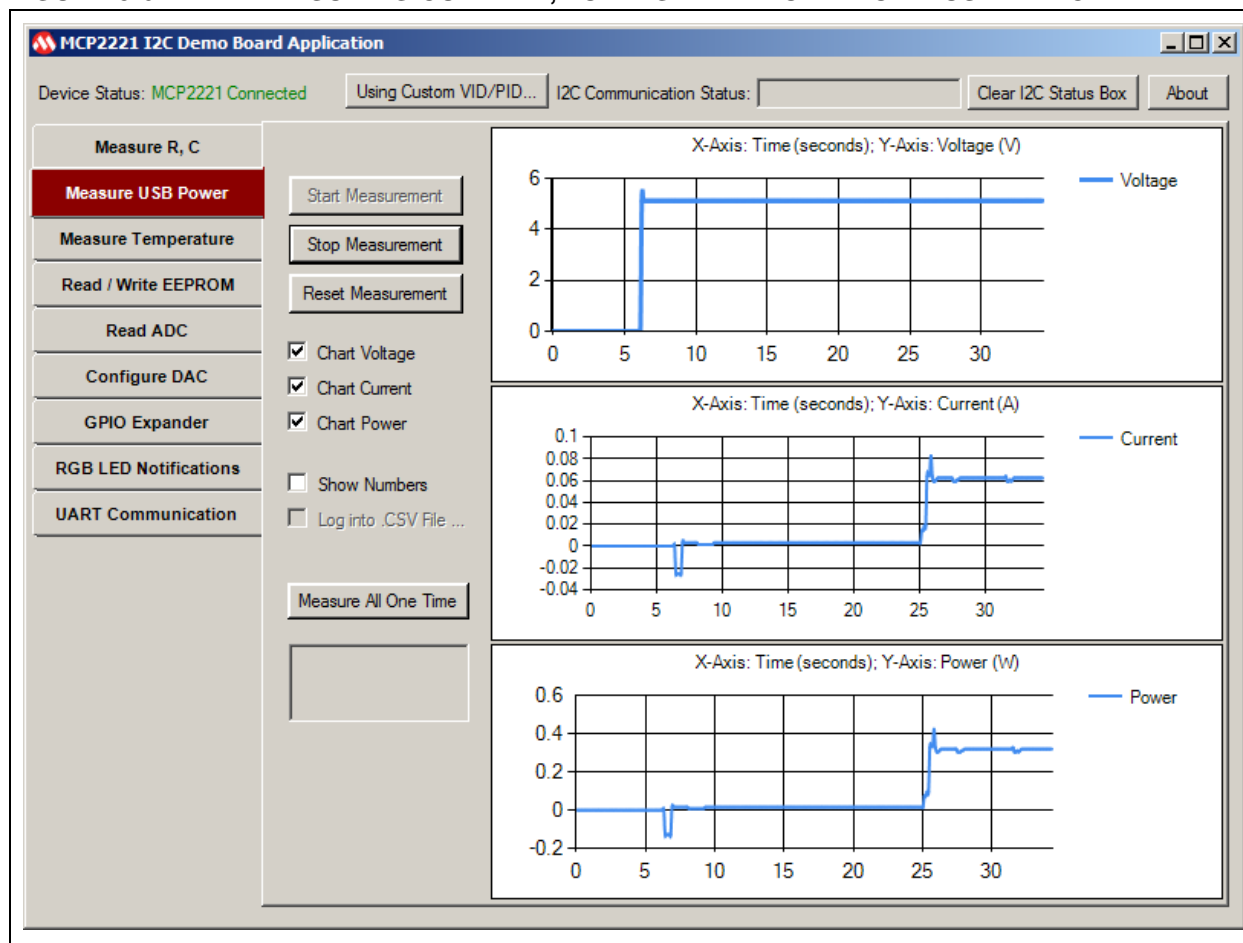 MCP2221 I2C Demo Board Application
Device Status: MCP2221 Connected
Using Custom VID/PID...
I2C Communication Status:
Clear I2C Status Box
About
Measure R, C
Measure USB Power
Measure Temperature
Read / Write EEPROM
Read ADC
Configure DAC
GPIO Expander
RGB LED Notifications
UART Communication
Start Measurement
Stop Measurement
Reset Measurement
Chart Voltage
Chart Current
Chart Power
Show Numbers
Log into .CSV File ...
Measure All One Time
X-Axis: Time (seconds); Y-Axis: Voltage (V)
6
4
2
0
0 5 10 15 20 25 30
Voltage
X-Axis: Time (seconds); Y-Axis: Current (A)
0.1
0.08
0.06
0.04
0.02
0
-0.02
-0.04
0 5 10 15 20 25 30
Current
X-Axis: Time (seconds); Y-Axis: Power (W)
0.6
0.4
0.2
0
-0.2
0 5 10 15 20 25 30
Power